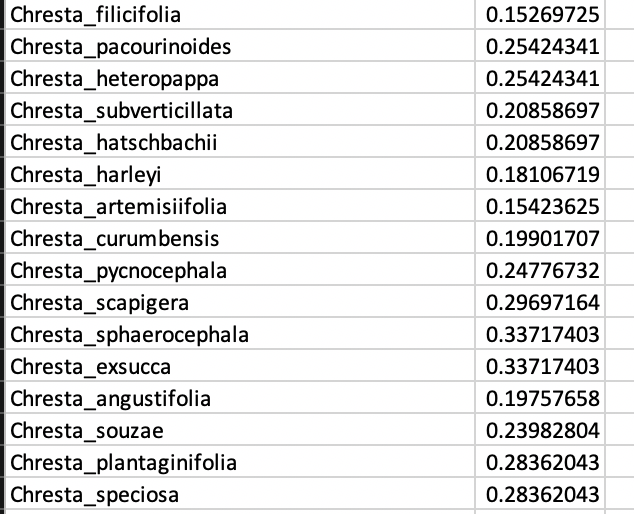 Chresta_filicifolia 0.15269725
Chresta_pacourinoides 0.25424341
Chresta_heteropappa 0.25424341
Chresta_subverticillata 0.20858697
Chresta_hatschbachii 0.20858697
Chresta_harleyi 0.18106719
Chresta_artemisiifolia 0.15423625
Chresta_curumbensis 0.19901707
Chresta_pycnocephala 0.24776732
Chresta_scapigera 0.29697164
Chresta_sphaerocephala 0.33717403
Chresta_exsucca 0.33717403
Chresta_angustifolia 0.19757658
Chresta_souzae 0.23982804
Chresta_plantaginifolia 0.28362043
Chresta_speciosa 0.28362043